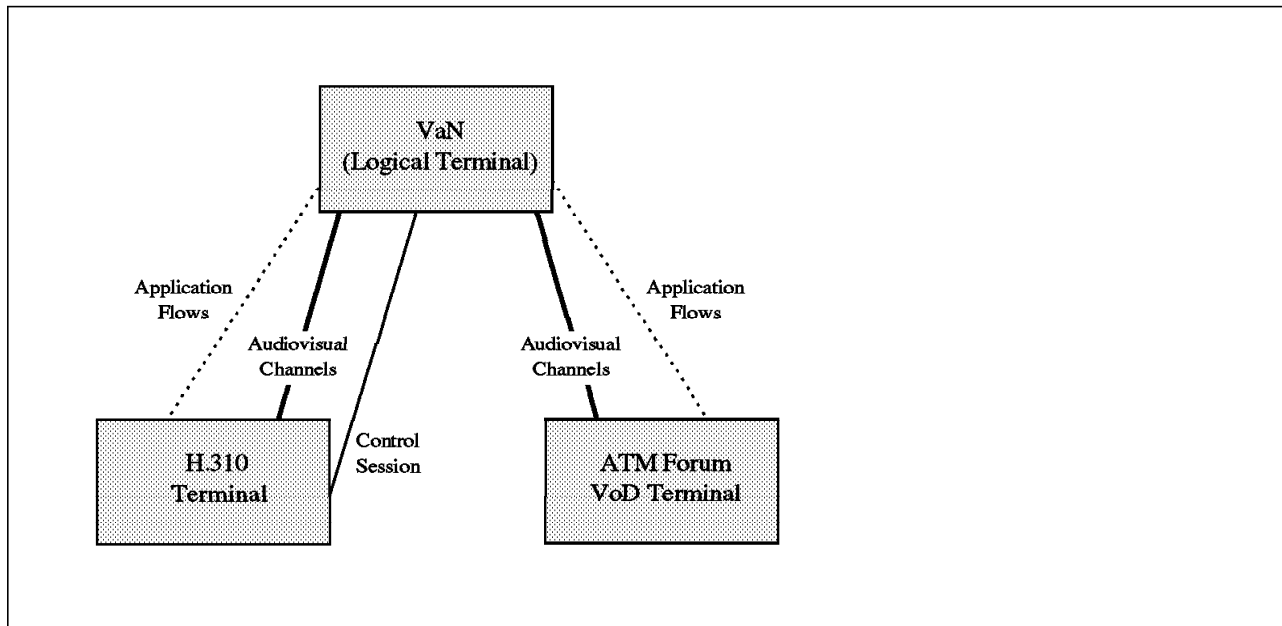 VaN
(Logical Terminal)
Application
Flows
Application
Flows
Audiovisual
Channels
Audiovisual
Channels
Control
Session
H.310
Terminal
ATM Forum
VoD Terminal